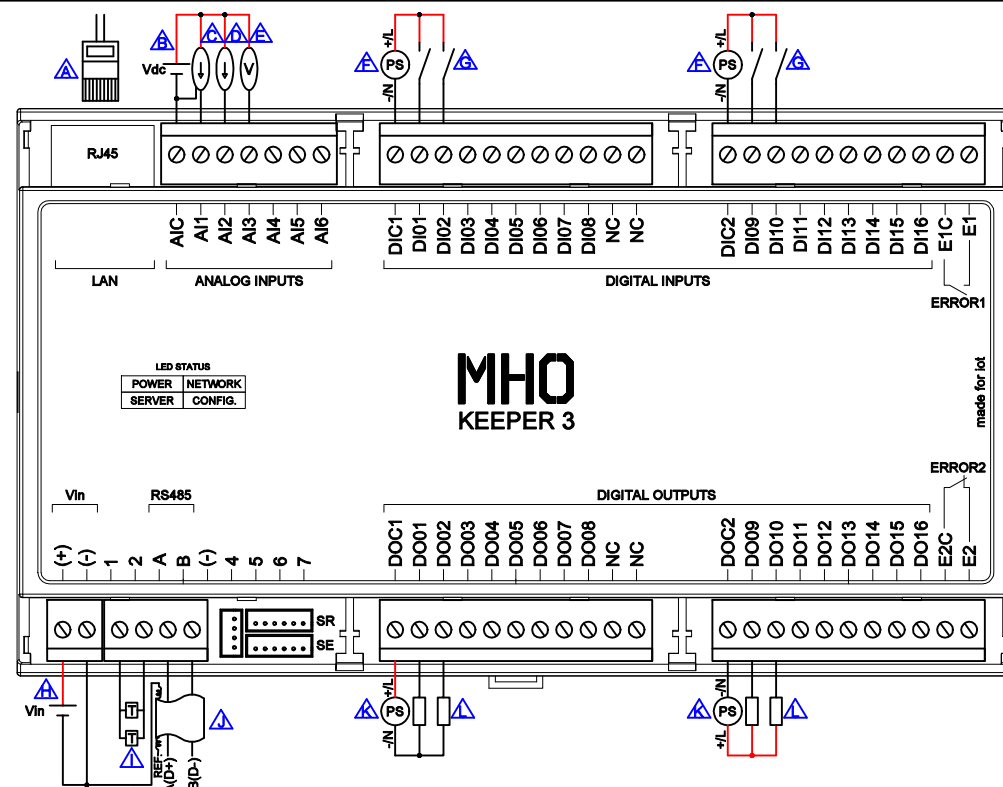 A
B
C
D
E
Vdc
V
+/L
F
PS
-/N
G
+/L
F
PS
-/N
G
RJ45
AIC
AI1
AI2
AI3
AI4
AI5
AI6
DIC1
DI01
DI02
DI03
DI04
DI05
DI06
DI07
DI08
NC
NC
DIC2
DI09
DI10
DI11
DI12
DI13
DI14
DI15
DI16
E1C
E1
LAN
ANALOG INPUTS
DIGITAL INPUTS
ERROR1
LED STATUS
POWER NETWORK
SERVER CONFIG.
MHO
KEEPER 3
made for iot
ERROR2
Vin
RS485
DIGITAL OUTPUTS
(+)
(-)
1
2
A
B
(-)
4
5
6
7
DOC1
DO01
DO02
DO03
DO04
DO05
DO06
DO07
DO08
NC
NC
DOC2
DO09
DO10
DO11
DO12
DO13
DO14
DO15
DO16
E2C
E2
SR
SE
H
Vin
T
T
I
J
REF.
A(D+)
B(D-)
+/L
K
PS
-/N
L
-/N
K
PS
+/L
L